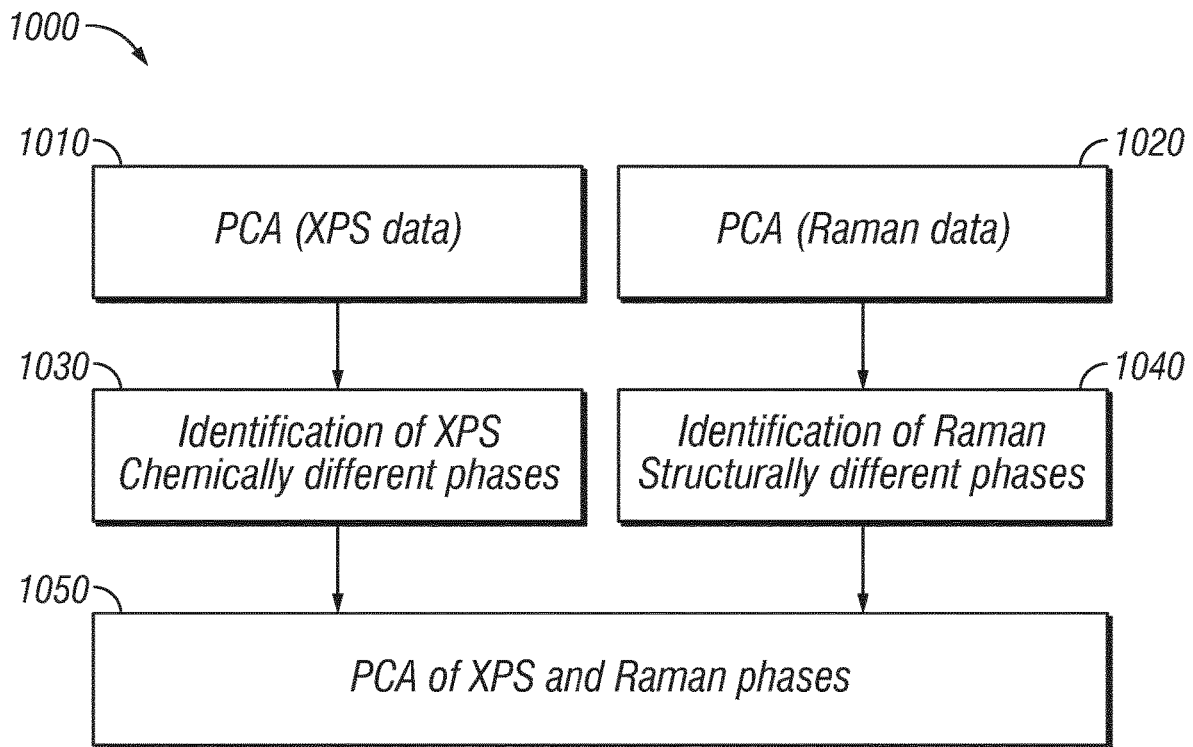 1000
1010
1020
PCA (XPS data)
PCA (Raman data)
1030
1040
Identification of XPS
Chemically different phases
Identification of Raman
Structurally different phases
1050
PCA of XPS and Raman phases